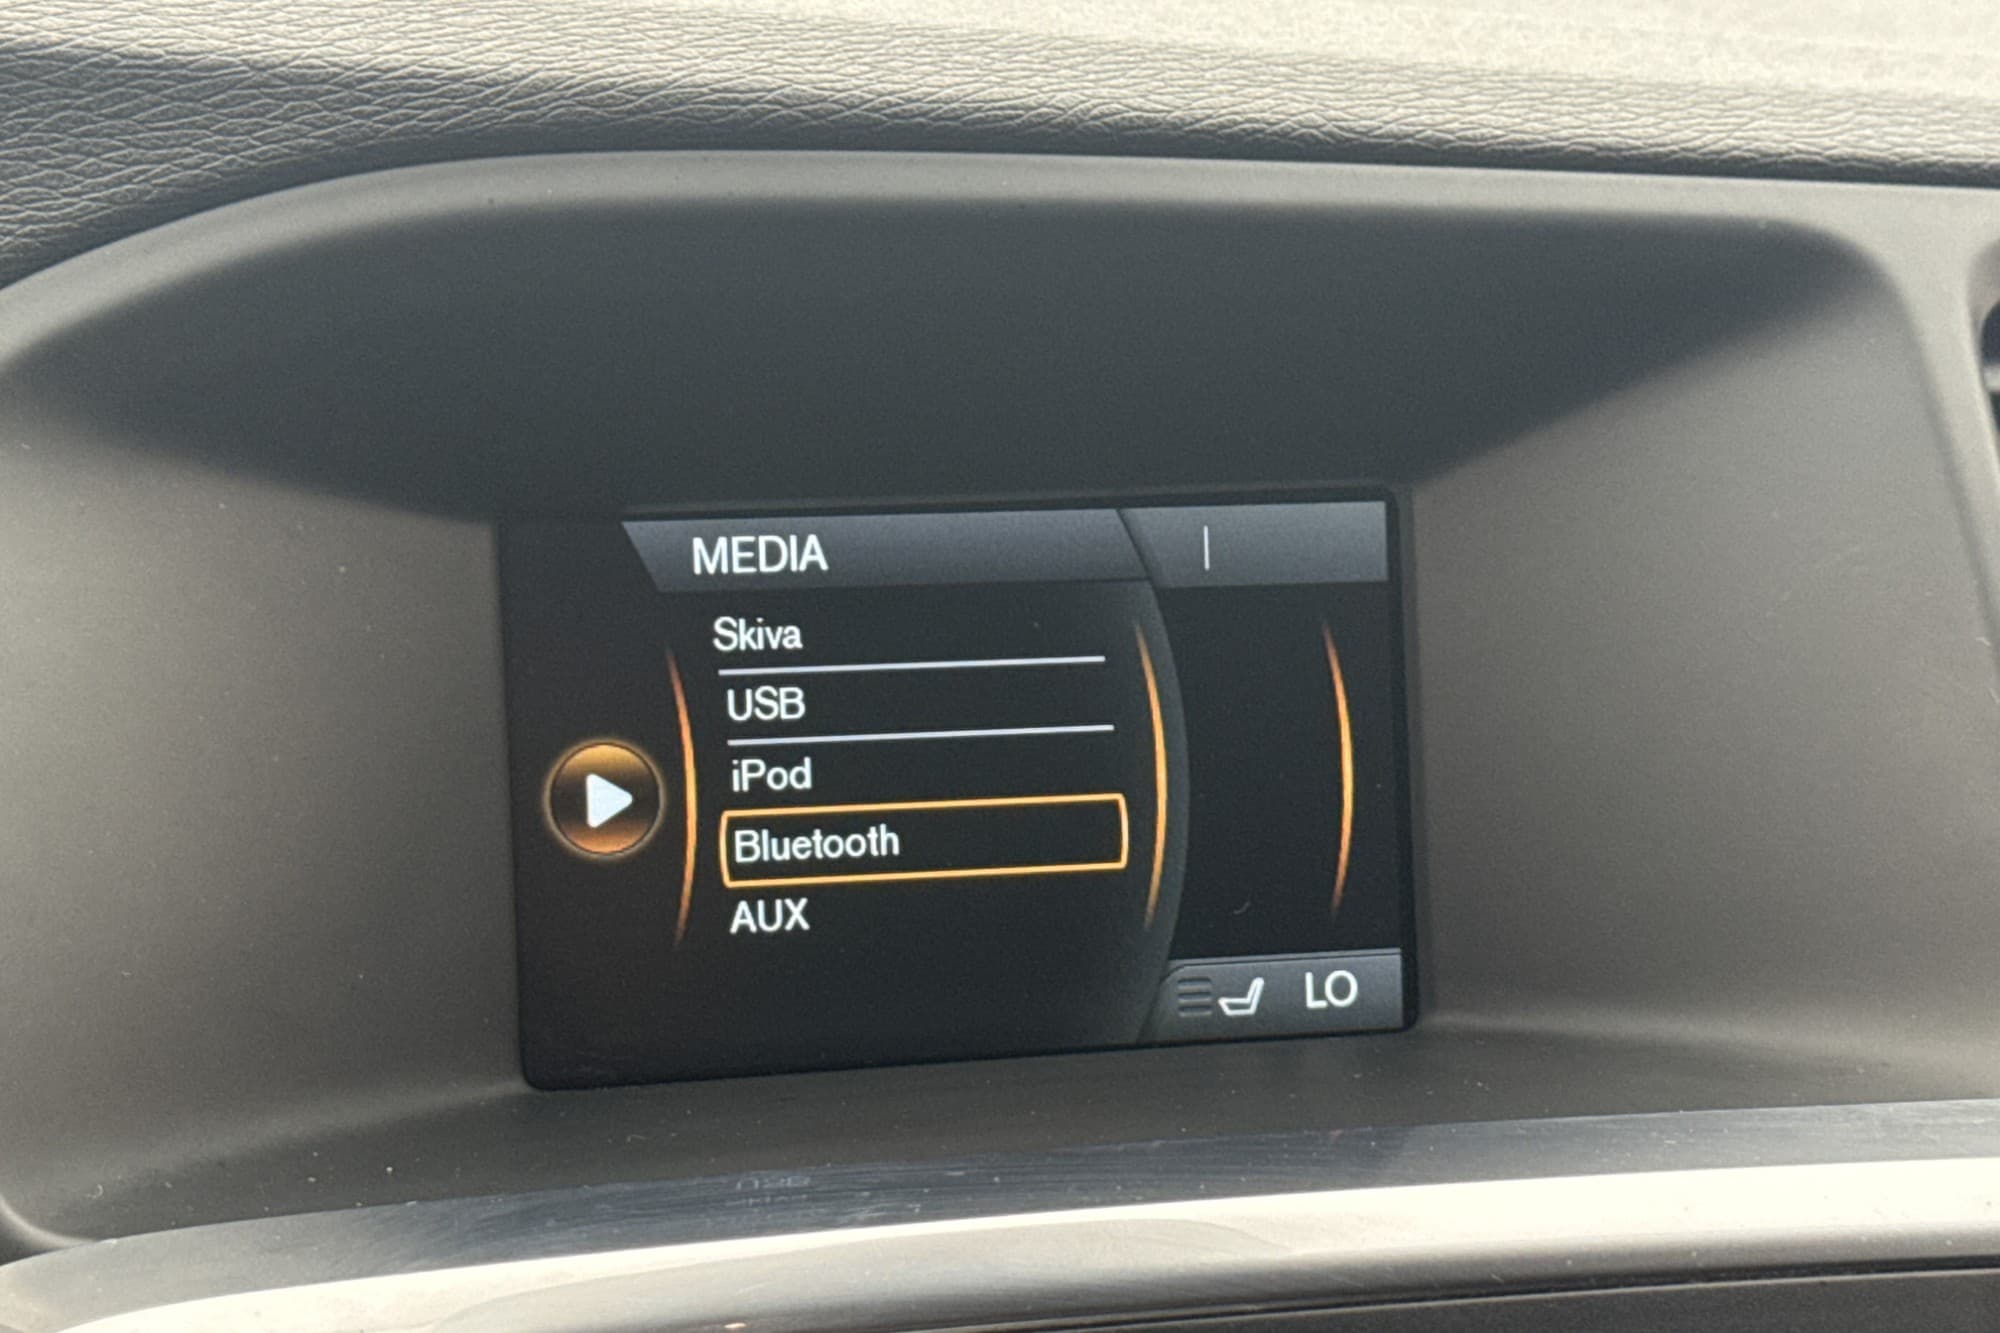 MEDIA
Skiva
USB
iPod
Bluetooth
AUX
LO